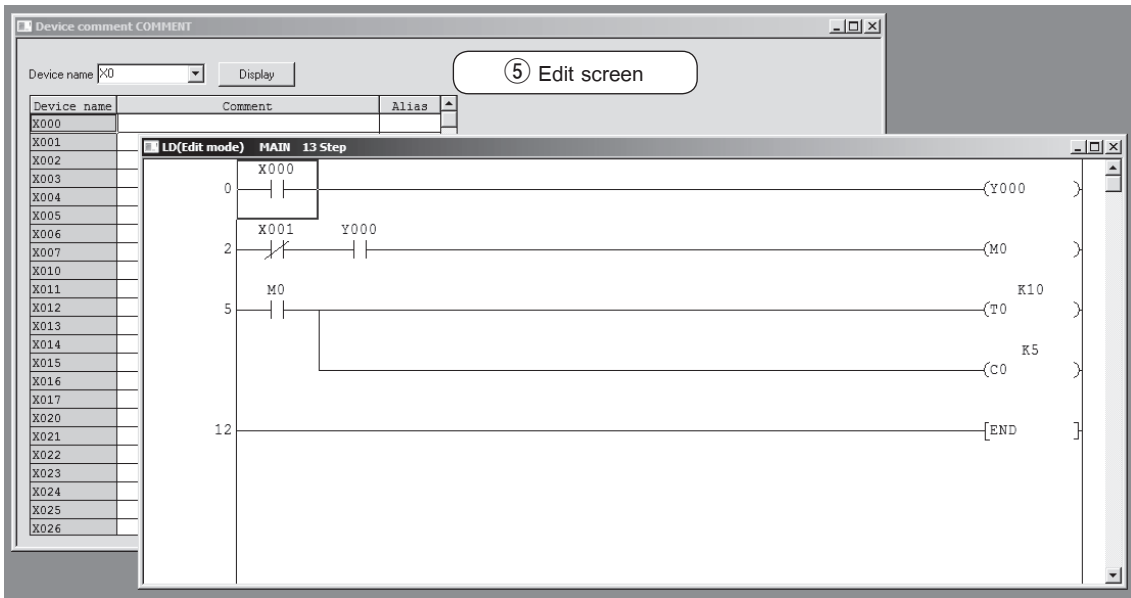 Device comment COMMENT
Device name X0 Display
⑤ Edit screen
Device name Comment Alias
X000
X001
X002
X003
X004
X005
X006
X007
X010
X011
X012
X013
X014
X015
X016
X017
X020
X021
X022
X023
X024
X025
X026
LD(Edit mode) MAIN 13 Step
X000
0 (Y000 )
X001 Y000
2 (M0 )
M0 K10
5 (T0 )
K5
(C0 )
12 [END ]